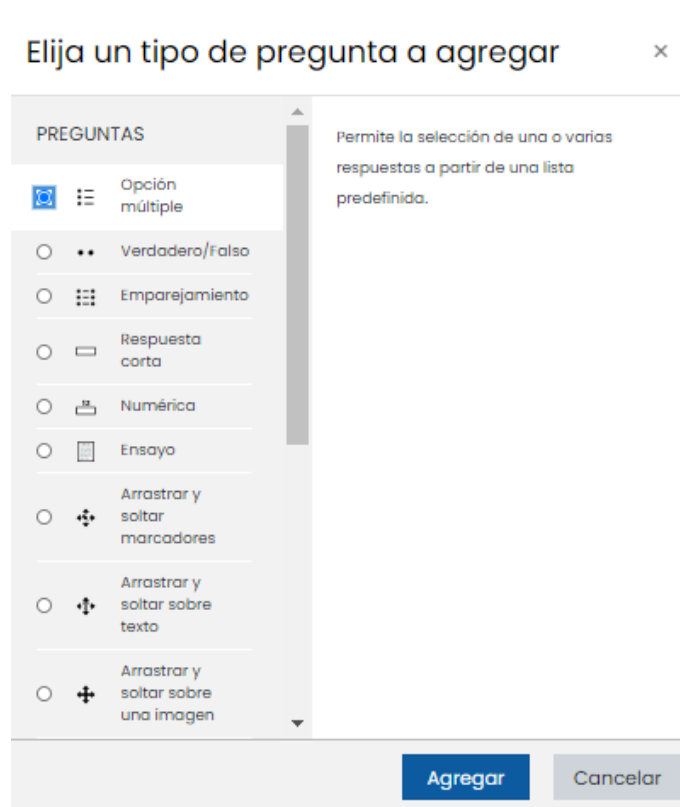 Elija un tipo de pregunta a agregar
×
PREGUNTAS
Opción
múltiple
Verdadero/Falso
Emparejamiento
Respuesta
corta
Numérica
Ensayo
Arrastrar y
soltar
marcadores
Arrastrar y
soltar sobre
texto
Arrastrar y
soltar sobre
una imagen
Permite la selección de una o varias
respuestas a partir de una lista
predefinida.
Agregar
Cancelar